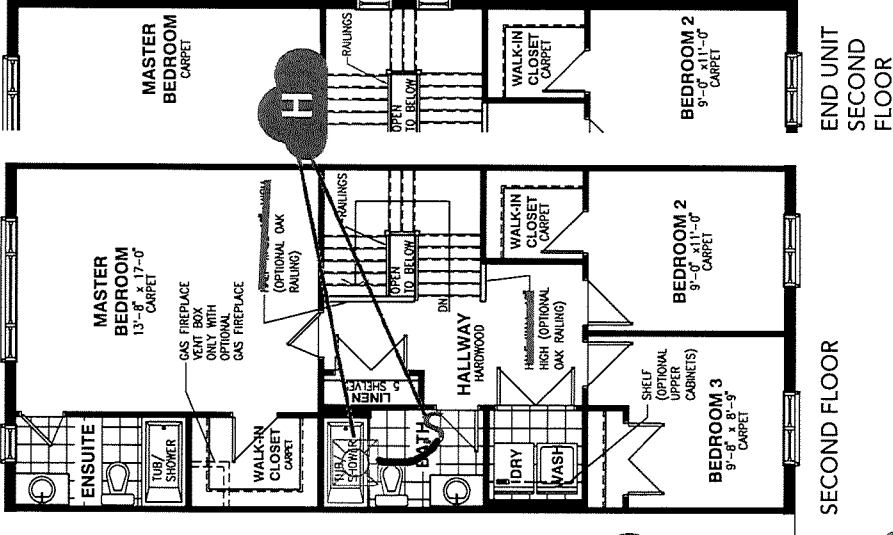 MASTER
BEDROOM
CARPET
H
RAILINGS
OPEN
TO BELOW
WALK-IN
CLOSET
CARPET
BEDROOM 2
9'-0" x11'-0"
CARPET
END UNIT
SECOND
FLOOR
MASTER
BEDROOM
13'-8" x 17'-0"
CARPET
GAS FIREPLACE
VENT BOX
ONLY WITH
OPTIONAL
GAS FIREPLACE
(OPTIONAL OAK
RAILING)
RAILINGS
OPEN
TO BELOW
DN
WALK-IN
CLOSET
CARPET
BEDROOM 2
9'-0" x11'-0"
CARPET
HALLWAY
HARDWOOD
HIGH (OPTIONAL
OAK RAILING)
LINEN
5 SHELVES
SHELF
(OPTIONAL
UPPER
CABINETS)
ENSUITE
TUB/
SHOWER
WALK-IN
CLOSET
CARPET
TUB/
SHOWER
BATH
DRY
WASH
BEDROOM 3
9'-8" x 8'-9"
CARPET
SECOND FLOOR